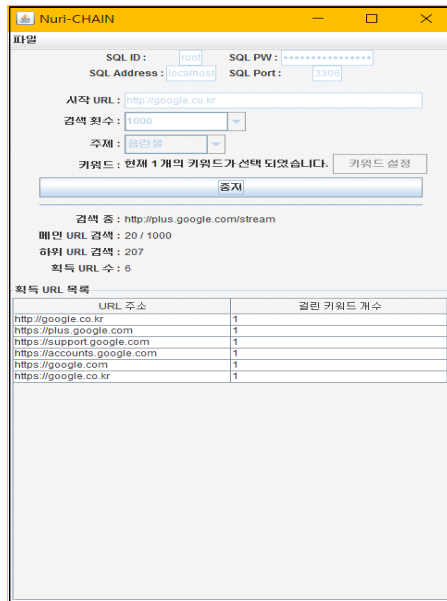 Nuri-CHAIN
파일
SQL ID : root SQL PW : ●●●●●●●●●●●●●●●
SQL Address : localhost SQL Port : 3306
시작 URL : http://google.co.kr
검색 횟수 : 1000
주제 : 음란물
키워드 : 현재 1 개의 키워드가 선택 되었습니다. 키워드 설정
중지
검색 중 : http://plus.google.com/stream
메인 URL 검색 : 20 / 1000
하위 URL 검색 : 207
획득 URL 수 : 6
획득 URL 목록
URL 주소 걸린 키워드 개수
http://google.co.kr 1
https://plus.google.com 1
https://support.google.com 1
https://accounts.google.com 1
https://google.com 1
https://google.co.kr 1